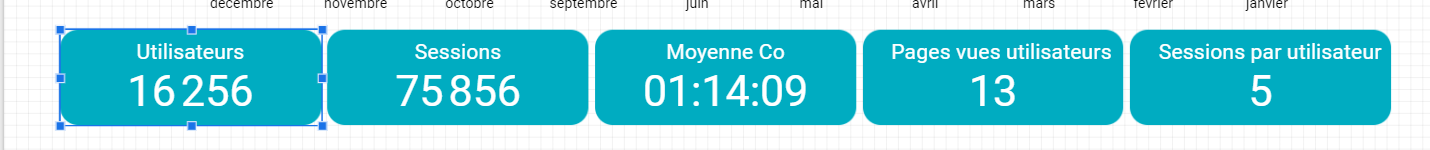 décembre novembre octobre septembre juin mai avril mars février janvier
Utilisateurs
16 256
Sessions
75 856
Moyenne Co
01:14:09
Pages vues utilisateurs
13
Sessions par utilisateur
5